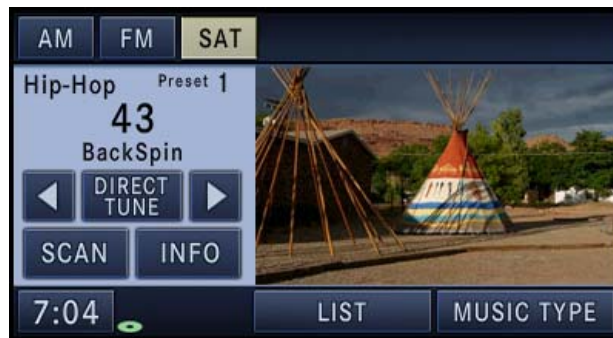 AM FM SAT
Hip-Hop Preset 1
43
BackSpin
DIRECT
TUNE
SCAN INFO
7:04 LIST MUSIC TYPE